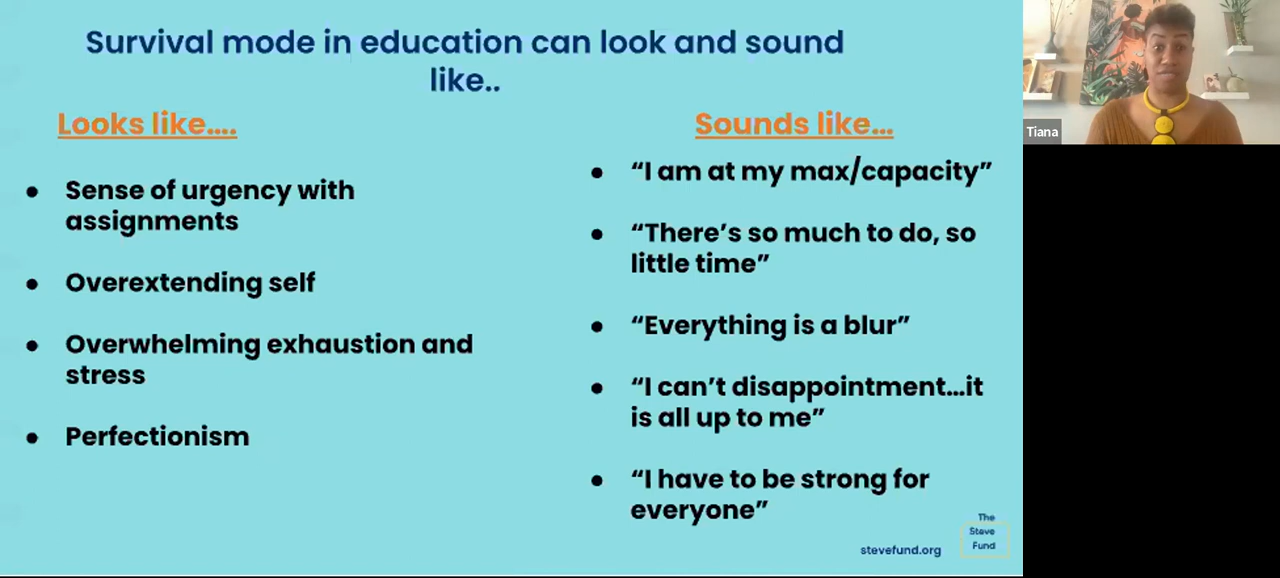 Survival mode in education can look and sound
like..
Looks like....
● Sense of urgency with
assignments
● Overextending self
● Overwhelming exhaustion and
stress
● Perfectionism
Sounds like...
● “I am at my max/capacity”
● “There’s so much to do, so
little time”
● “Everything is a blur”
● “I can’t disappointment...it
is all up to me”
● “I have to be strong for
everyone”
stevefund.org
The
Steve
Fund
Tiana